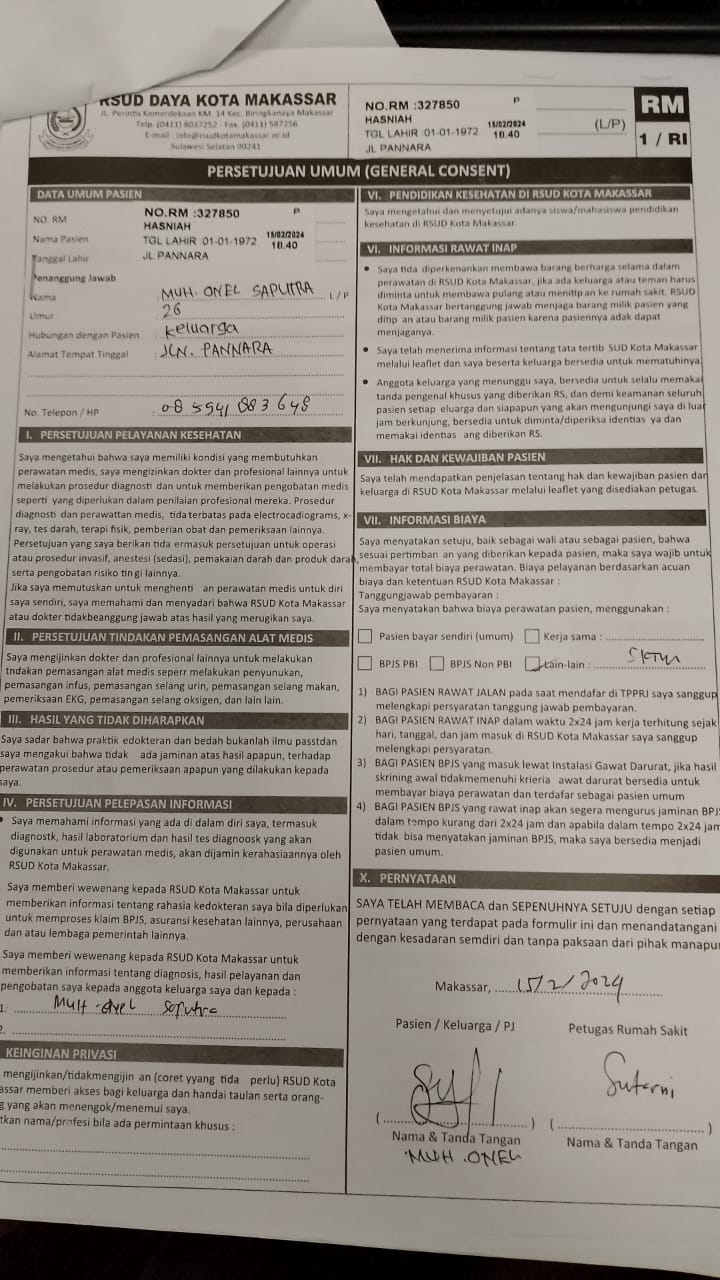 RSUD DAYA KOTA MAKASSAR
JL. Perintis Kemerdekaan KM. 14 Kec. Biringkanaya Makassar
Telp. (0411) 8037252 - Fax. (0411) 587256
E-mail : info@rsudkotamakassar.or.id
Sulawesi Selatan 90241
NO.RM :327850 P
HASNIAH
TGL LAHIR :01-01-1972 15/02/2024 10.40
JL PANNARA
(L/P)
RM
1 / RI
PERSETUJUAN UMUM (GENERAL CONSENT)
DATA UMUM PASIEN
NO. RM
Nama Pasien
Tanggal Lahir
NO.RM :327850 P
HASNIAH
TGL LAHIR :01-01-1972 15/02/2024 10.40
JL PANNARA
Penanggung Jawab
Nama : MUH. ONEL SAPUTRA L / P
Umur : 26
Hubungan dengan Pasien : Keluarga
Alamat Tempat Tinggal : JLN. PANNARA
No. Telepon / HP :
I. PERSETUJUAN PELAYANAN KESEHATAN
Saya mengetahui bahwa saya memiliki kondisi yang membutuhkan
perawatan medis, saya mengizinkan dokter dan profesional lainnya untuk
melakukan prosedur diagnosti dan untuk memberikan pengobatan medis
seperti yang diperlukan dalam penilaian profesional mereka. Prosedur
diagnosti dan perawattan medis, tida terbatas pada electrocadiograms, x-
ray, tes darah, terapi fisik, pemberian obat dan pemeriksaan lainnya.
Persetujuan yang saya berikan tida ermasuk persetujuan untuk operasi
atau prosedur invasif, anestesi (sedasi), pemakaian darah dan produk darah,
serta pengobatan risiko tin gi lainnya.
Jika saya memutuskan untuk menghenti an perawatan medis untuk diri
saya sendiri, saya memahami dan menyadari bahwa RSUD Kota Makassar
atau dokter tidakbeanggung jawab atas hasil yang merugikan saya.
II. PERSETUJUAN TINDAKAN PEMASANGAN ALAT MEDIS
Saya mengijinkan dokter dan profesional lainnya untuk melakukan
tndakan pemasangan alat medis seperr melakukan penyunukan,
pemasangan infus, pemasangan selang urin, pemasangan selang makan,
pemeriksaan EKG, pemasangan selang oksigen, dan lain lain.
III. HASIL YANG TIDAK DIHARAPKAN
Saya sadar bahwa praktik edokteran dan bedah bukanlah ilmu passtdan
saya mengakui bahwa tidak ada jaminan atas hasil apapun, terhadap
perawatan prosedur atau pemeriksaan apapun yang dilakukan kepada
saya.
IV. PERSETUJUAN PELEPASAN INFORMASI
• Saya memahami informasi yang ada di dalam diri saya, termasuk
diagnostk, hasil laboratorium dan hasil tes diagnoosk yang akan
digunakan untuk perawatan medis, akan dijamin kerahasiaannya oleh
RSUD Kota Makassar.
Saya memberi wewenang kepada RSUD Kota Makassar untuk
memberikan informasi tentang rahasia kedokteran saya bila diperlukan
untuk memproses klaim BPJS, asuransi kesehatan lainnya, perusahaan
dan atau lembaga pemerintah lainnya.
Saya memberi wewenang kepada RSUD Kota Makassar untuk
memberikan informasi tentang diagnosis, hasil pelayanan dan
pengobatan saya kepada anggota keluarga saya dan kepada :
1. MUH - onel Saputra
2.
KEINGINAN PRIVASI
mengijinkan/tidakmengijin an (coret yyang tida perlu) RSUD Kota
assar memberi akses bagi keluarga dan handai taulan serta orang-
g yang akan menengok/menemui saya.
tkan nama/profesi bila ada permintaan khusus :
VI. PENDIDIKAN KESEHATAN DI RSUD KOTA MAKASSAR
Saya mengetahui dan menyetujui adanya siswa/mahasiswa pendidikan
kesehatan di RSUD Kota Makassar.
VI. INFORMASI RAWAT INAP
• Saya tida diperkenankan membawa barang berharga selama dalam
perawatan di RSUD Kota Makassar, jika ada keluarga atau teman harus
diminta untuk membawa pulang atau menitip an ke rumah sakit. RSUD
Kota Makassar bertanggung jawab menjaga barang milik pasien yang
ditip an atau barang milik pasien karena pasiennya adak dapat
menjaganya.
• Saya telah menerima informasi tentang tata tertib SUD Kota Makassar
melalui leaflet dan saya beserta keluarga bersedia untuk mematuhinya
• Anggota keluarga yang menunggu saya, bersedia untuk selalu memakai
tanda pengenal khusus yang diberikan RS, dan demi keamanan seluruh
pasien setiap eluarga dan siapapun yang akan mengunjungi saya di luar
jam berkunjung, bersedia untuk diminta/diperiksa identias ya dan
memakai identias ang diberikan RS.
VII. HAK DAN KEWAJIBAN PASIEN
Saya telah mendapatkan penjelasan tentang hak dan kewajiban pasien dan
keluarga di RSUD Kota Makassar melalui leaflet yang disediakan petugas.
VII. INFORMASI BIAYA
Saya menyatakan setuju, baik sebagai wali atau sebagai pasien, bahwa
sesuai pertimban an yang diberikan kepada pasien, maka saya wajib untuk
membayar total biaya perawatan. Biaya pelayanan berdasarkan acuan
biaya dan ketentuan RSUD Kota Makassar :
Tanggungjawab pembayaran :
Saya menyatakan bahwa biaya perawatan pasien, menggunakan :
Pasien bayar sendiri (umum) Kerja sama :
BPJS PBI BPJS Non PBI Lain-lain : SKTM
1) BAGI PASIEN RAWAT JALAN pada saat mendafar di TPPRJ saya sanggup
melengkapi persyaratan tanggung jawab pembayaran.
2) BAGI PASIEN RAWAT INAP dalam waktu 2x24 jam kerja terhitung sejak
hari, tanggal, dan jam masuk di RSUD Kota Makassar saya sanggup
melengkapi persyaratan.
3) BAGI PASIEN BPJS yang masuk lewat Instalasi Gawat Darurat, jika hasil
skrining awal tidakmemenuhi krieria awat darurat bersedia untuk
membayar biaya perawatan dan terdafar sebagai pasien umum
4) BAGI PASIEN BPJS yang rawat inap akan segera mengurus jaminan BPJS
dalam tempo kurang dari 2x24 jam dan apabila dalam tempo 2x24 jam
tidak bisa menyatakan jaminan BPJS, maka saya bersedia menjadi
pasien umum.
X. PERNYATAAN
SAYA TELAH MEMBACA dan SEPENUHNYA SETUJU dengan setiap
pernyataan yang terdapat pada formulir ini dan menandatangani
dengan kesadaran semdiri dan tanpa paksaan dari pihak manapun
Makassar, 15/2/2024
Pasien / Keluarga / PJ Petugas Rumah Sakit
Sutarni
Nama & Tanda Tangan Nama & Tanda Tangan
MUH. ONEL